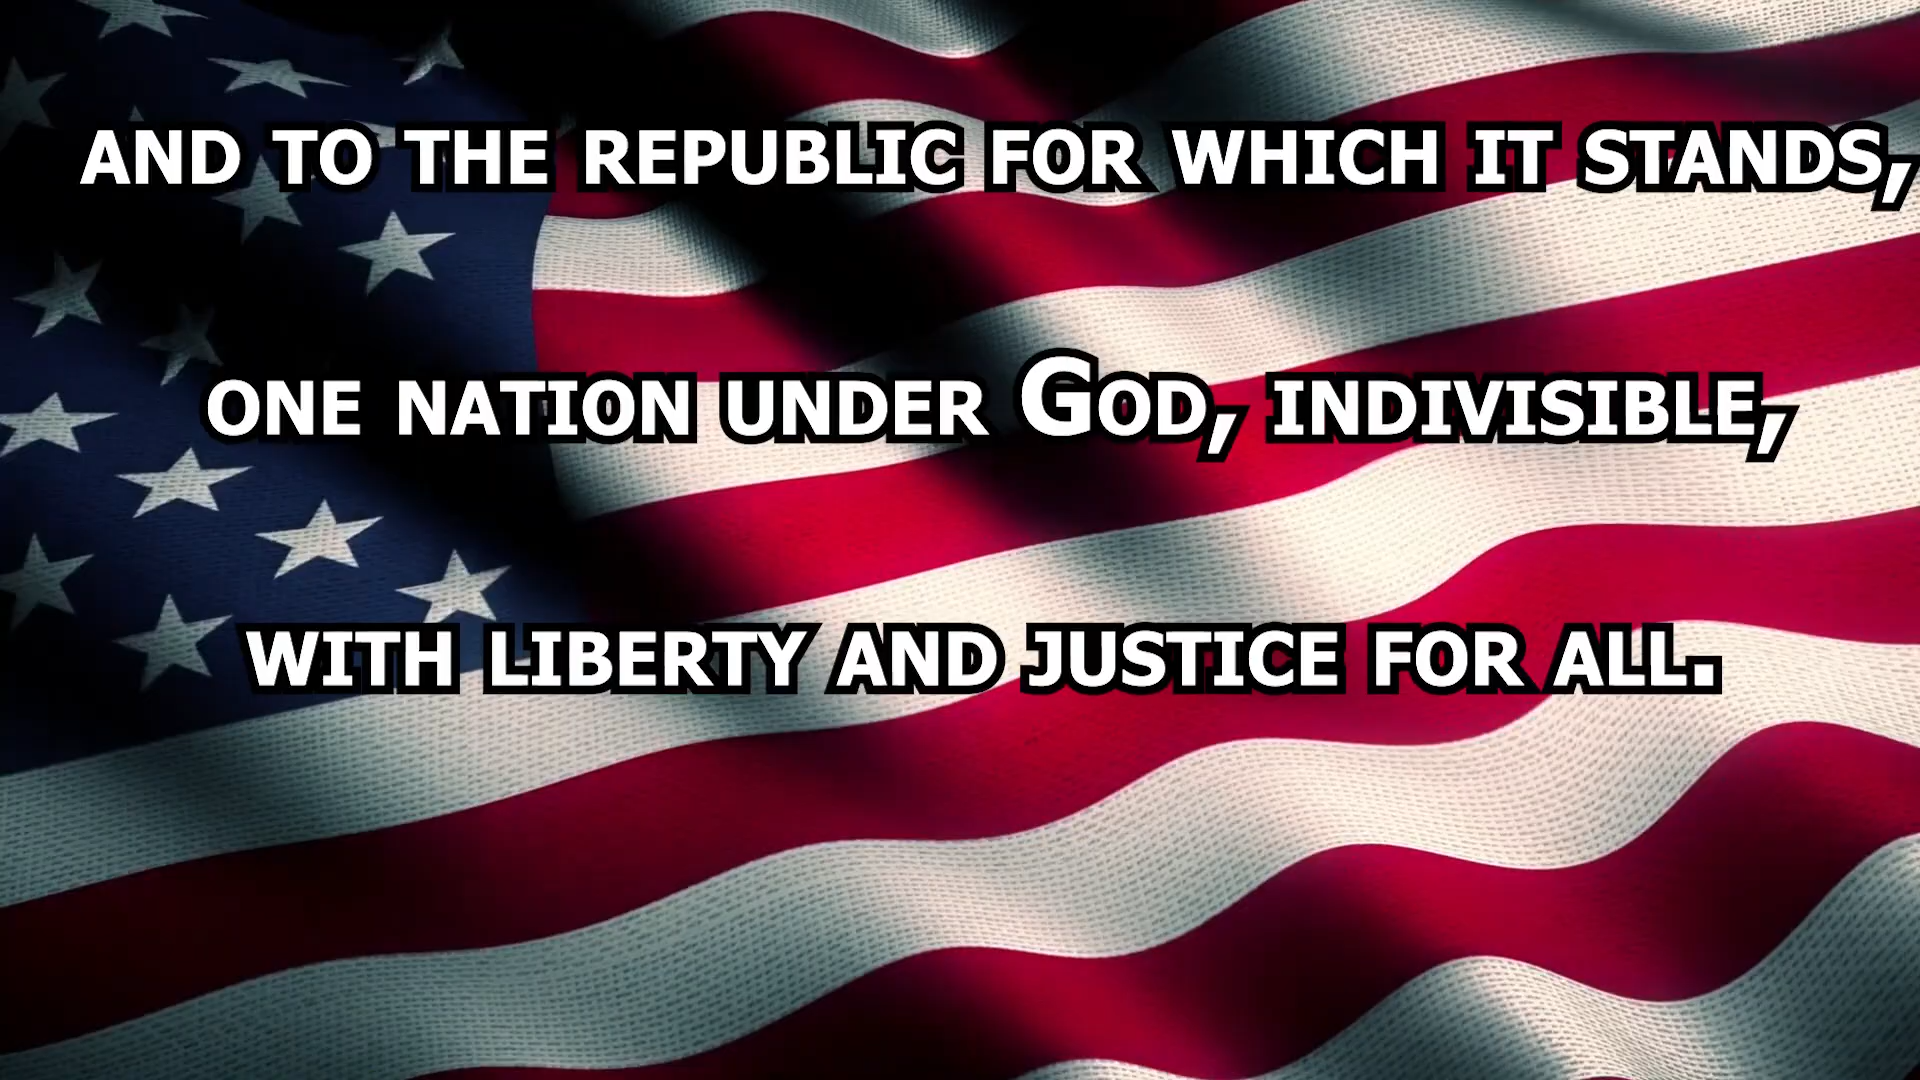 and to the republic for which it stands,
one nation under God, indivisible,
with liberty and justice for all.